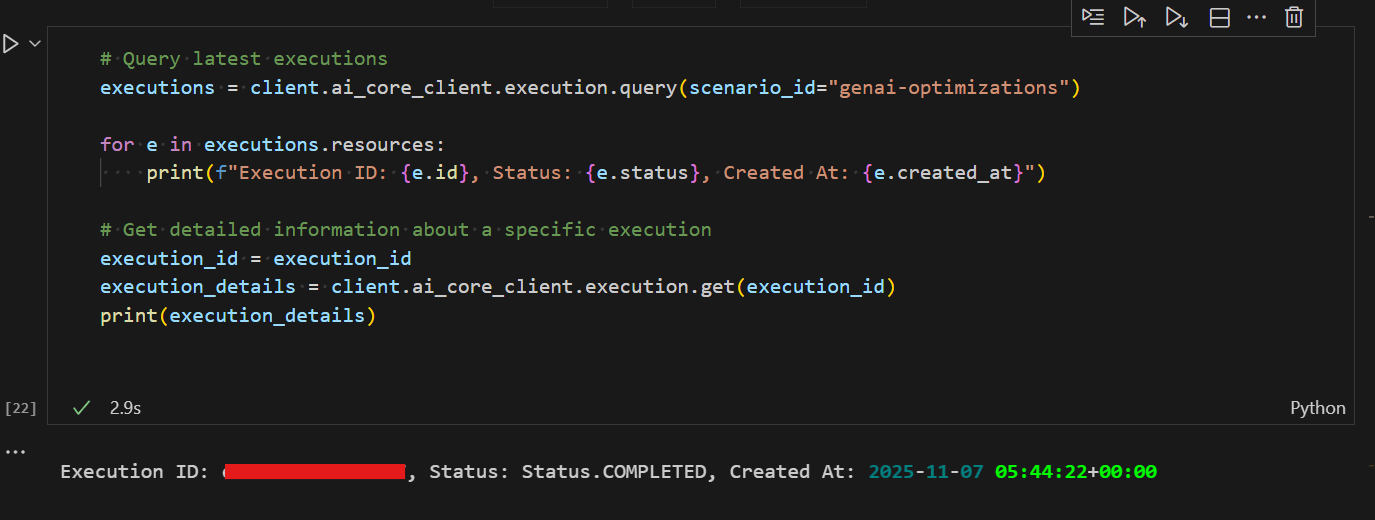 # Query latest executions
executions = client.ai_core_client.execution.query(scenario_id="genai-optimizations")
for e in executions.resources:
    print(f"Execution ID: {e.id}, Status: {e.status}, Created At: {e.created_at}")
# Get detailed information about a specific execution
execution_id = execution_id
execution_details = client.ai_core_client.execution.get(execution_id)
print(execution_details)
[22] 2.9s Python
Execution ID: , Status: Status.COMPLETED, Created At: 2025-11-07 05:44:22+00:00